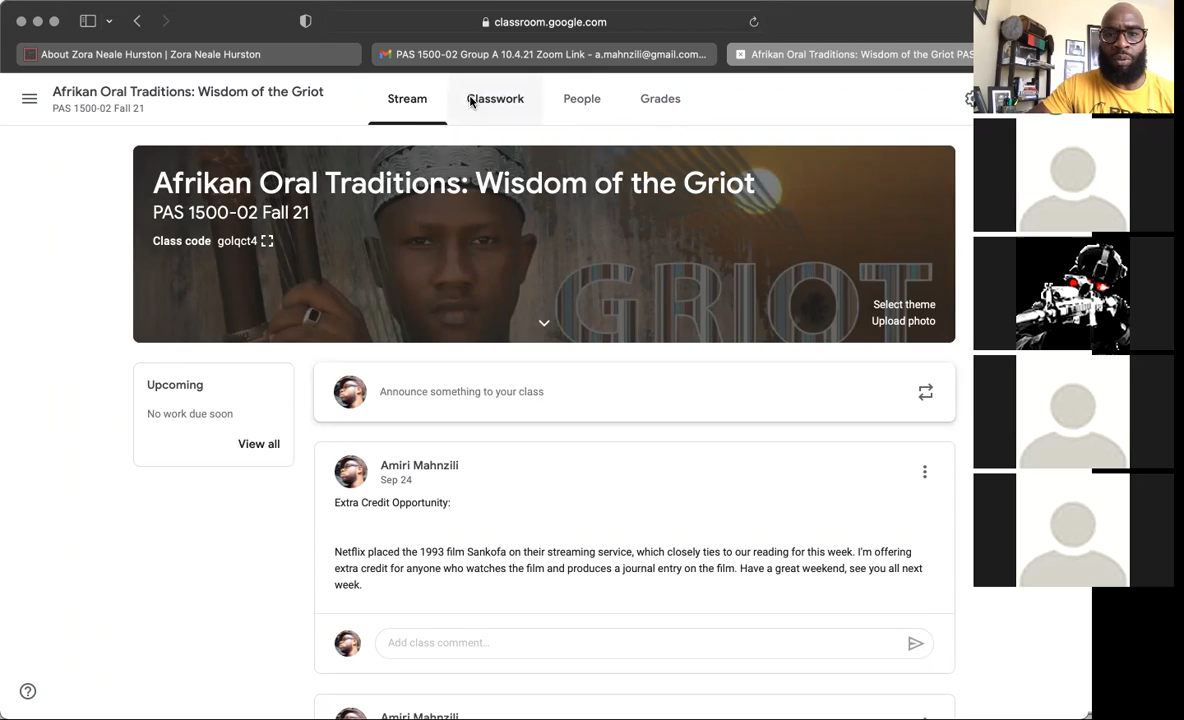 classroom.google.com
About Zora Neale Hurston | Zora Neale Hurston
PAS 1500-02 Group A 10.4.21 Zoom Link - a.mahnzili@gmail.com...
Afrikan Oral Traditions: Wisdom of the Griot PAS
Afrikan Oral Traditions: Wisdom of the Griot
PAS 1500-02 Fall 21
Stream
Classwork
People
Grades
Afrikan Oral Traditions: Wisdom of the Griot
PAS 1500-02 Fall 21
Class code golqct4
GRIOT
Select theme
Upload photo
Upcoming
No work due soon
View all
Announce something to your class
Amiri Mahnzili
Sep 24
Extra Credit Opportunity:
Netflix placed the 1993 film Sankofa on their streaming service, which closely ties to our reading for this week. I'm offering
extra credit for anyone who watches the film and produces a journal entry on the film. Have a great weekend, see you all next
week.
Add class comment...
Amiri Mahnzili